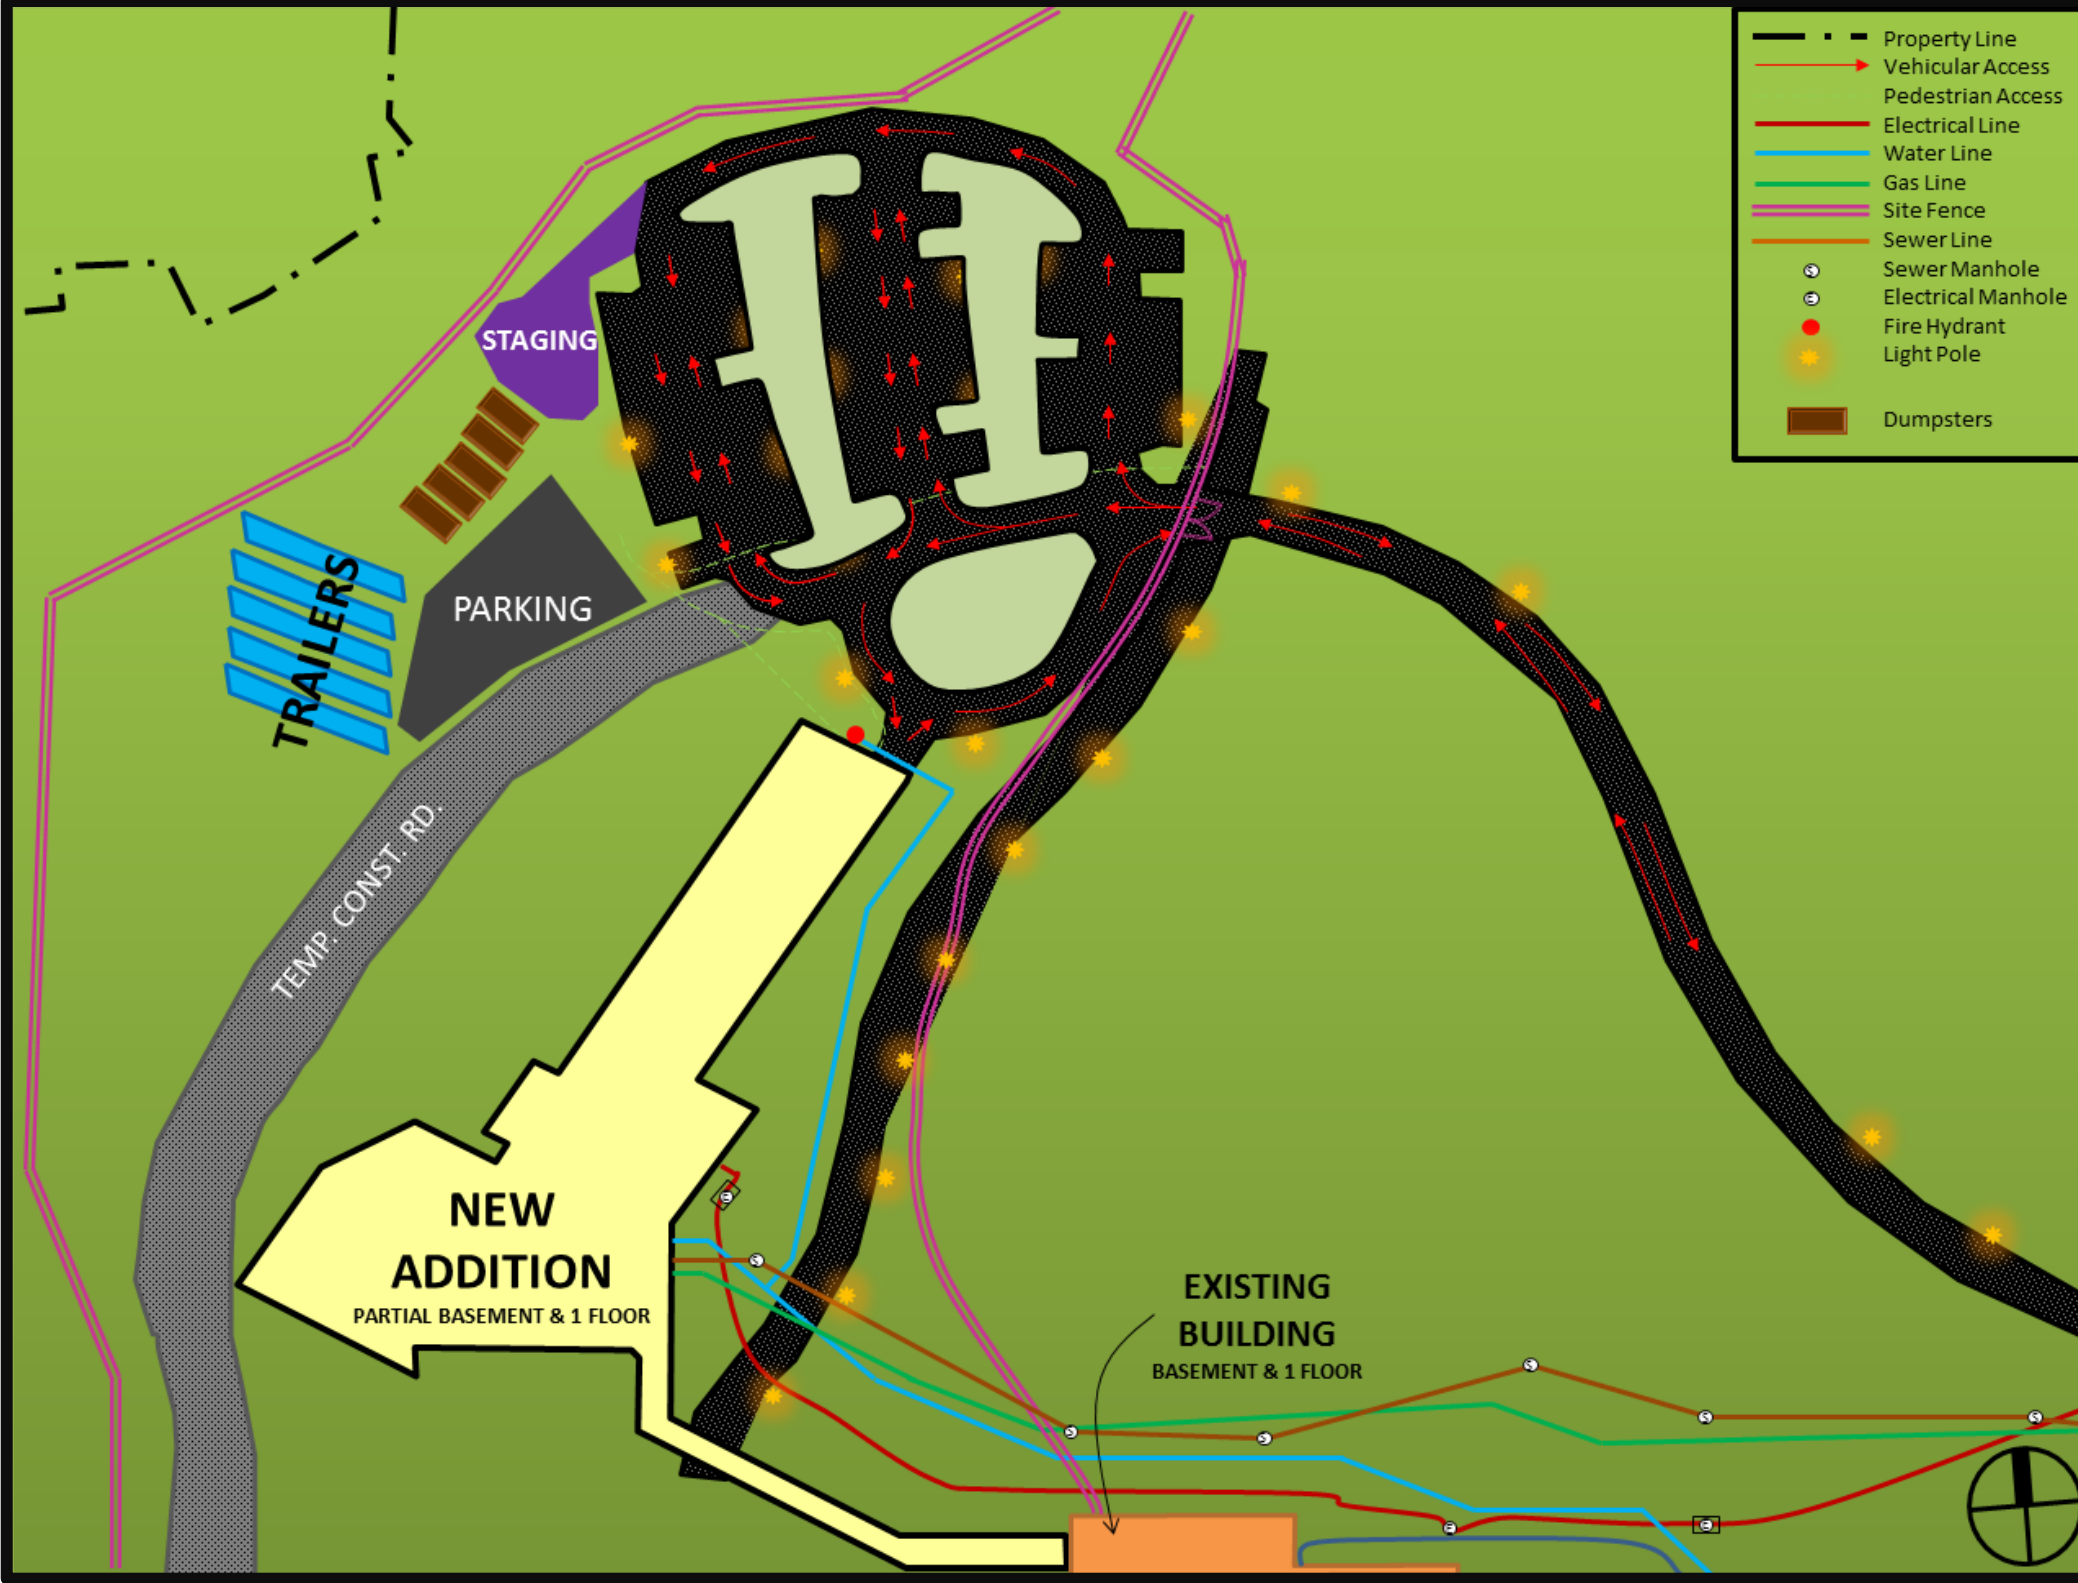 Property Line
Vehicular Access
Pedestrian Access
Electrical Line
Water Line
Gas Line
Site Fence
Sewer Line
S Sewer Manhole
E Electrical Manhole
Fire Hydrant
Light Pole
Dumpsters
STAGING
PARKING
TRAILERS
TEMP. CONST. RD.
NEW
ADDITION
PARTIAL BASEMENT & 1 FLOOR
EXISTING
BUILDING
BASEMENT & 1 FLOOR
E
S
S
S
S
S
S
E
E